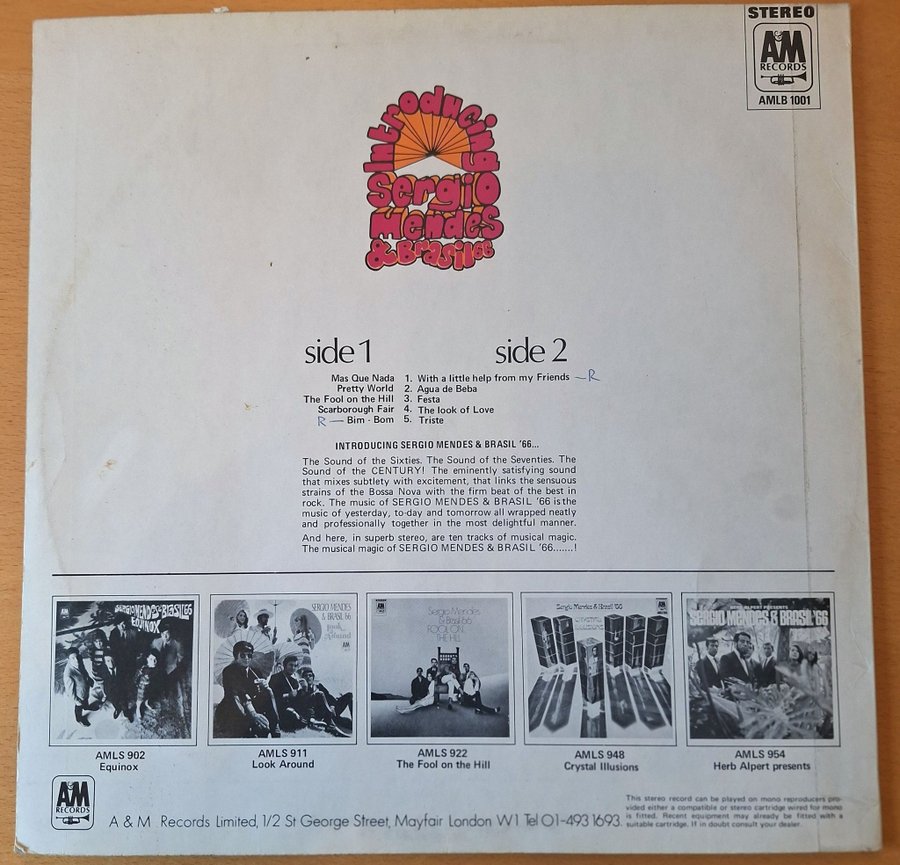 STEREO
A&M
RECORDS
AMLB 1001
Introducing
Sergio
Mendes
& Brasil 66
side 1
side 2
Mas Que Nada 1. With a little help from my Friends - R
Pretty World 2. Agua de Beba
The Fool on the Hill 3. Festa
Scarborough Fair 4. The look of Love
R - Bim - Bom 5. Triste
INTRODUCING SERGIO MENDES & BRASIL '66...
The Sound of the Sixties. The Sound of the Seventies. The
Sound of the CENTURY! The eminently satisfying sound
that mixes subtlety with excitement, that links the sensuous
strains of the Bossa Nova with the firm beat of the best in
rock. The music of SERGIO MENDES & BRASIL '66 is the
music of yesterday, to-day and tomorrow all wrapped neatly
and professionally together in the most delightful manner.
And here, in superb stereo, are ten tracks of musical magic.
The musical magic of SERGIO MENDES & BRASIL '66.......!
SERGIO MENDES & BRASIL 66
EQUINOX
SERGIO MENDES
& BRASIL '66
Look
Around
Sergio Mendes
& Brasil '66
FOOL ON
THE HILL
Sergio Mendes & Brasil '66
CRYSTAL
ILLUSIONS
HERB ALPERT PRESENTS
SERGIO MENDES & BRASIL '66
AMLS 902
Equinox
AMLS 911
Look Around
AMLS 922
The Fool on the Hill
AMLS 948
Crystal Illusions
AMLS 954
Herb Alpert presents
A&M
RECORDS
A & M Records Limited, 1/2 St George Street, Mayfair London W1 Tel 01-493 1693.
This stereo record can be played on mono reproducers pro-
vided either a compatible or stereo cartridge wired for mono
is fitted. Recent equipment may already be fitted with a
suitable cartridge. If in doubt consult your dealer.